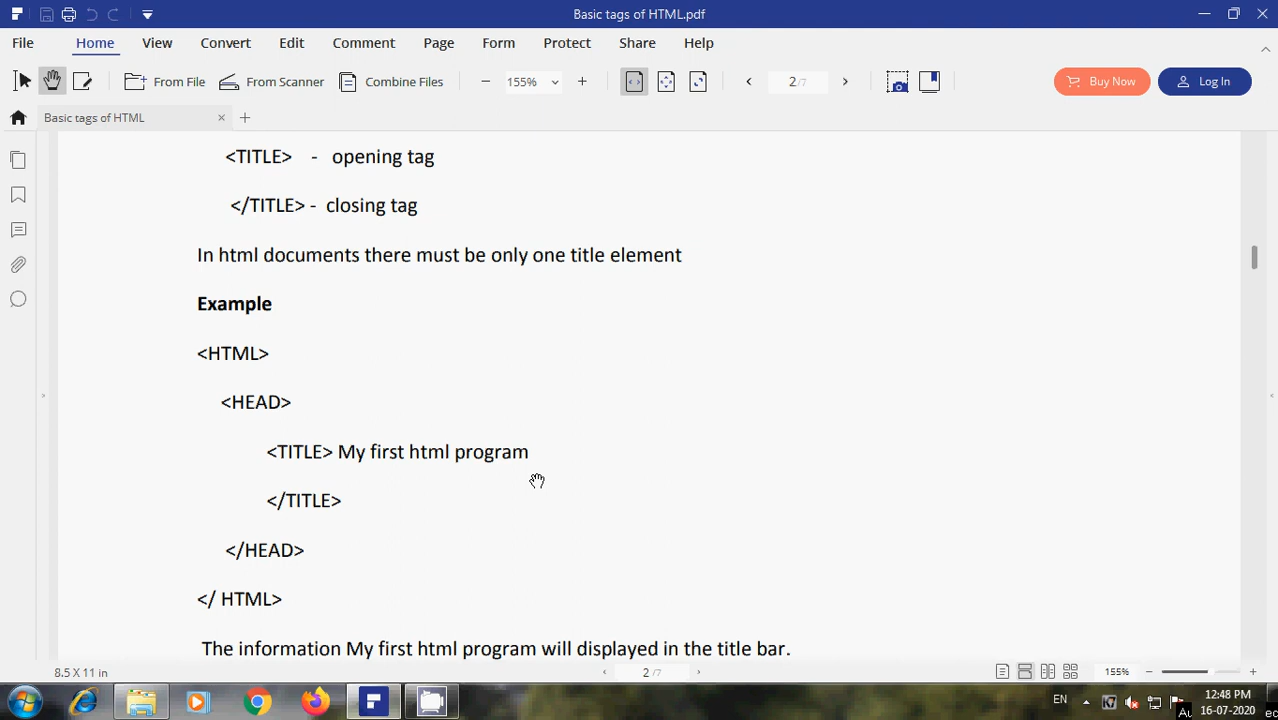 Basic tags of HTML.pdf
File Home View Convert Edit Comment Page Form Protect Share Help
From File From Scanner Combine Files 155% 2/7 Buy Now Log In
Basic tags of HTML
<TITLE> - opening tag
</TITLE> - closing tag
In html documents there must be only one title element
Example
<HTML>
<HEAD>
<TITLE> My first html program
</TITLE>
</HEAD>
</ HTML>
The information My first html program will displayed in the title bar.
8.5 X 11 in 2/7 155%
EN 12:48 PM
16-07-2020